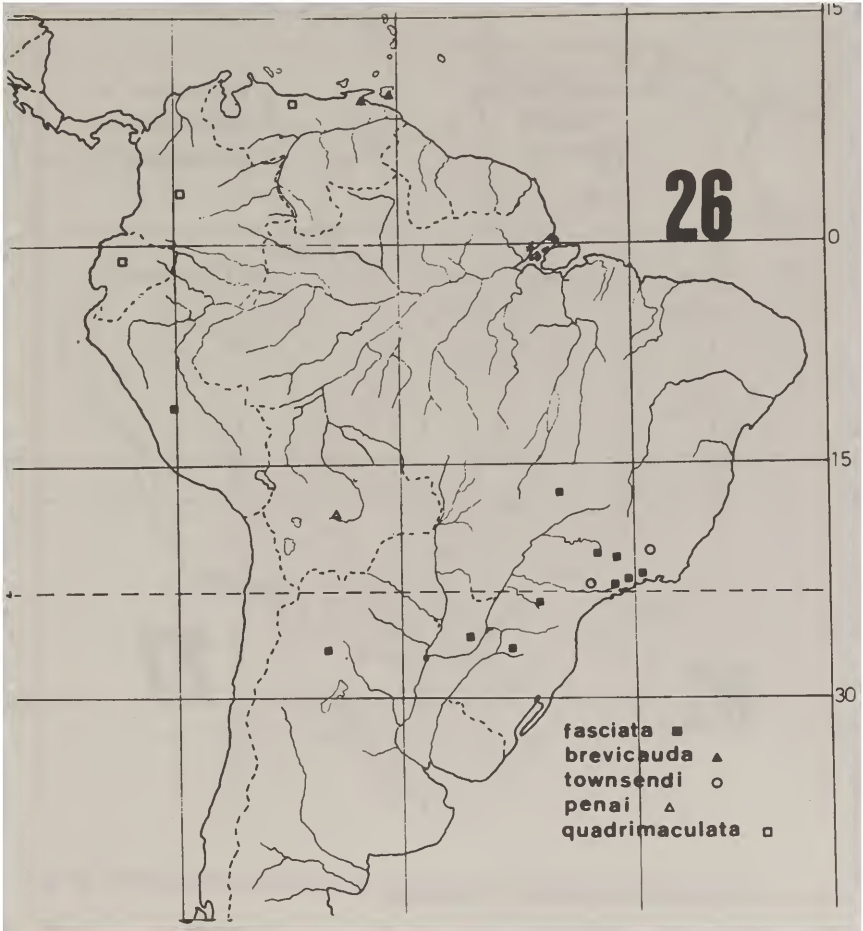 15
26
0
15
30
fasciata
brevicauda
townsendi
penai
quadrimaculata